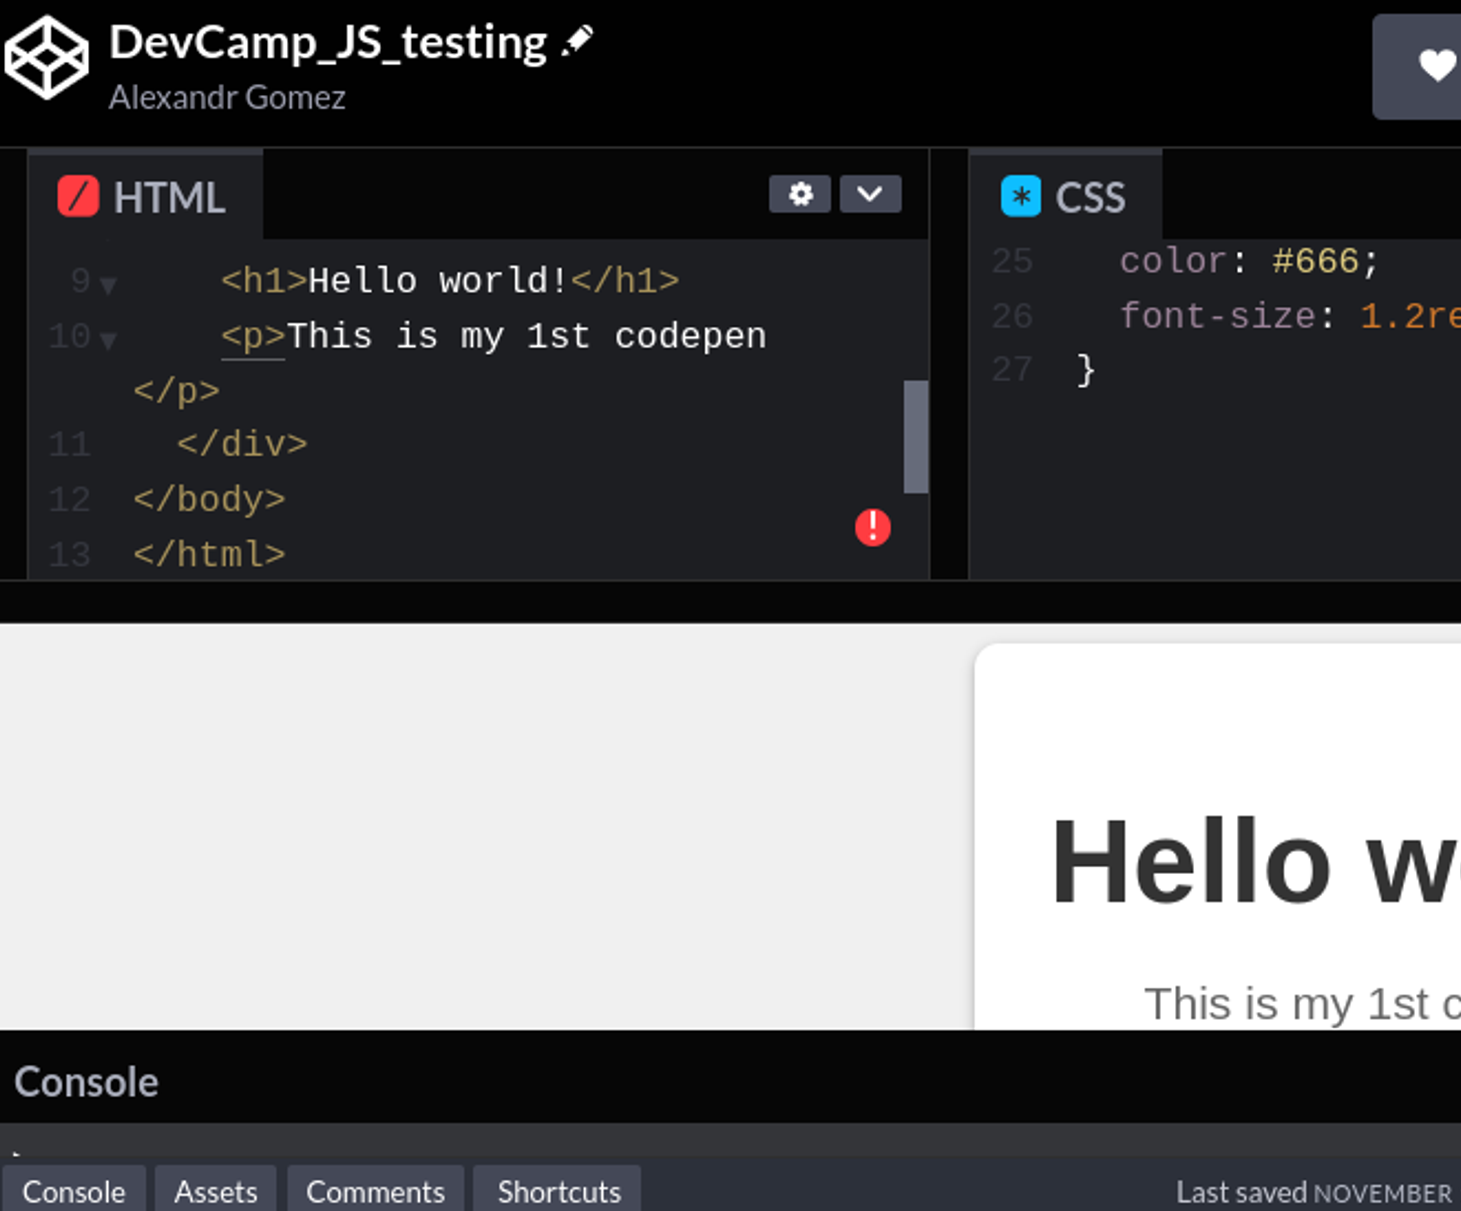 DevCamp_JS_testing
Alexandr Gomez
HTML
9 <h1>Hello world!</h1>
10 <p>This is my 1st codepen
</p>
11 </div>
12 </body>
13 </html>
CSS
25 color: #666;
26 font-size: 1.2re
27 }
Hello w
This is my 1st c
Console
Console Assets Comments Shortcuts Last saved NOVEMBER